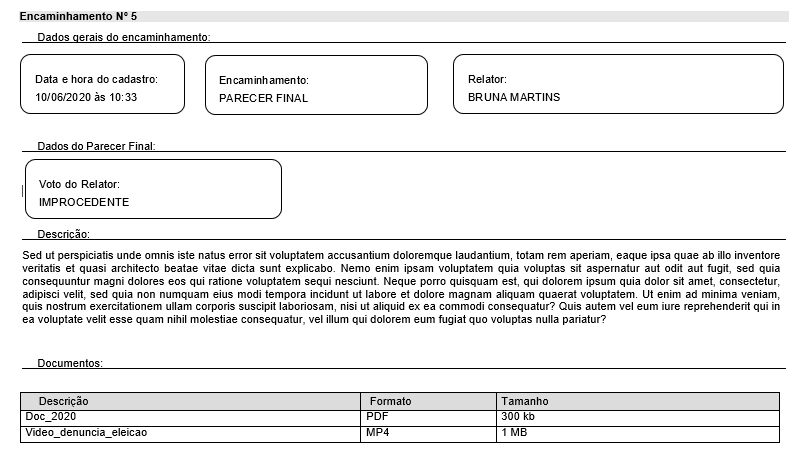 Encaminhamento Nº 5
Dados gerais do encaminhamento:
Data e hora do cadastro:
10/06/2020 às 10:33
Encaminhamento:
PARECER FINAL
Relator:
BRUNA MARTINS
Dados do Parecer Final:
Voto do Relator:
IMPROCEDENTE
Descrição:
Sed ut perspiciatis unde omnis iste natus error sit voluptatem accusantium doloremque laudantium, totam rem aperiam, eaque ipsa quae ab illo inventore
veritatis et quasi architecto beatae vitae dicta sunt explicabo. Nemo enim ipsam voluptatem quia voluptas sit aspernatur aut odit aut fugit, sed quia
consequuntur magni dolores eos qui ratione voluptatem sequi nesciunt. Neque porro quisquam est, qui dolorem ipsum quia dolor sit amet, consectetur,
adipisci velit, sed quia non numquam eius modi tempora incidunt ut labore et dolore magnam aliquam quaerat voluptatem. Ut enim ad minima veniam,
quis nostrum exercitationem ullam corporis suscipit laboriosam, nisi ut aliquid ex ea commodi consequatur? Quis autem vel eum iure reprehenderit qui in
ea voluptate velit esse quam nihil molestiae consequatur, vel illum qui dolorem eum fugiat quo voluptas nulla pariatur?
Documentos:
Descrição Formato Tamanho
Doc_2020 PDF 300 kb
Video_denuncia_eleicao MP4 1 MB